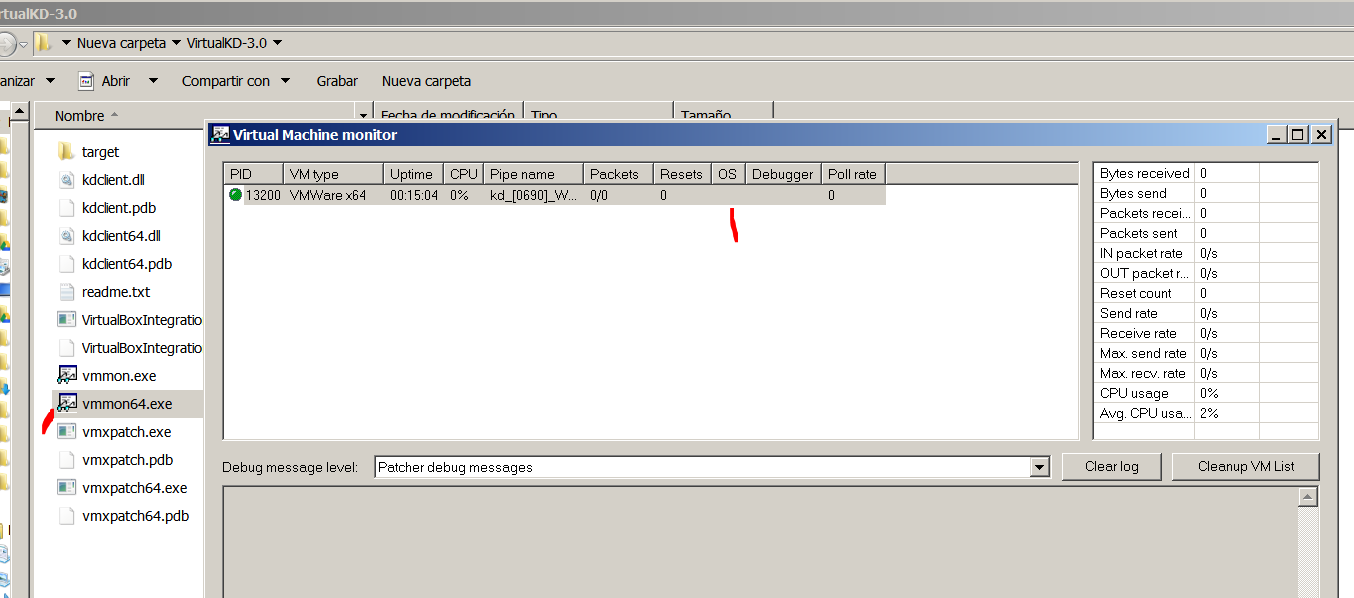 rtualKD-3.0
Nueva carpeta VirtualKD-3.0
anizar Abrir Compartir con Grabar Nueva carpeta
Nombre Fecha de modificación Tipo Tamaño
Virtual Machine monitor
target
kdclient.dll
kdclient.pdb
kdclient64.dll
kdclient64.pdb
readme.txt
VirtualBoxIntegratio
VirtualBoxIntegratio
vmmon.exe
vmmon64.exe
vmxpatch.exe
vmxpatch.pdb
vmxpatch64.exe
vmxpatch64.pdb
PID VM type Uptime CPU Pipe name Packets Resets OS Debugger Poll rate
13200 VMWare x64 00:15:04 0% kd_[0690]_W... 0/0 0 0
Bytes received 0
Bytes send 0
Packets recei... 0
Packets sent 0
IN packet rate 0/s
OUT packet r... 0/s
Reset count 0
Send rate 0/s
Receive rate 0/s
Max. send rate 0/s
Max. recv. rate 0/s
CPU usage 0%
Avg. CPU usa... 2%
Debug message level: Patcher debug messages Clear log Cleanup VM List